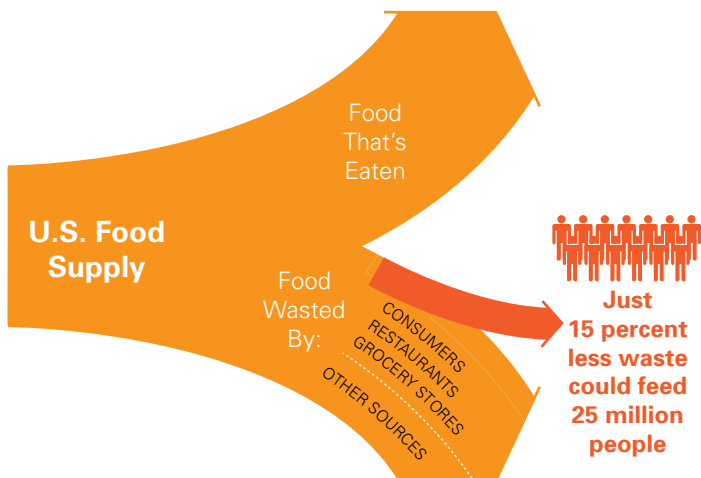 Food
That's
Eaten
U.S. Food
Supply
Food
Wasted
By:
CONSUMERS
RESTAURANTS
GROCERY STORES
OTHER SOURCES
Just
15 percent
less waste
could feed
25 million
people